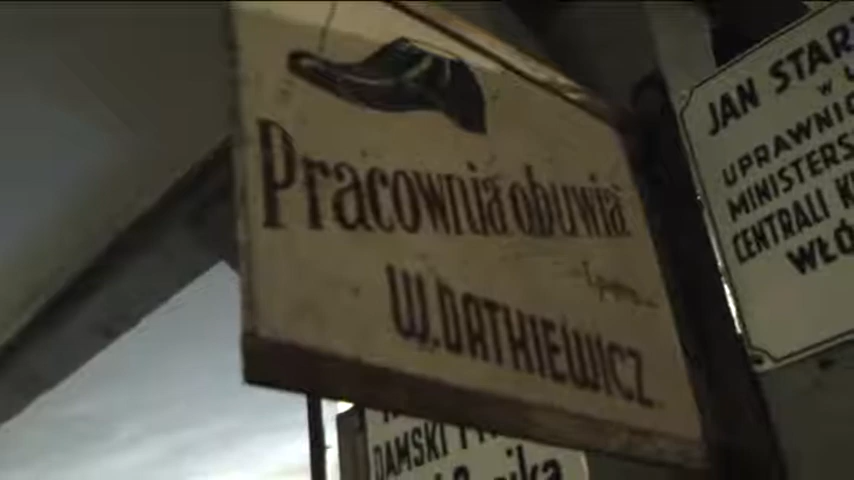 Pracownia obuwia
W. DATKIEWICZ
JAN STAR
W
UPRAWNI
MINISTERS
CENTRALI K
WŁÓ
DAMSKI